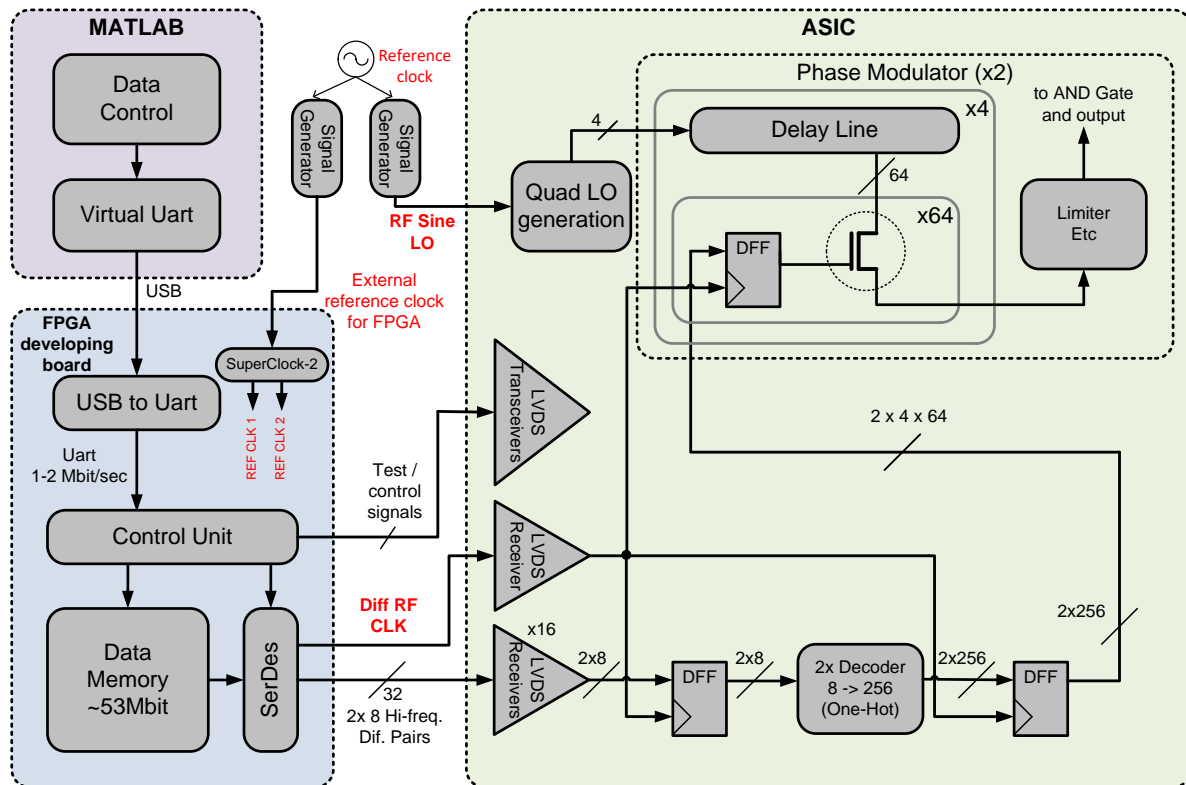 MATLAB
Data
Control
Virtual Uart
USB
Reference
clock
Signal
Generator
Signal
Generator
RF Sine
LO
External
reference clock
for FPGA
FPGA
developing
board
SuperClock-2
REF CLK 1
REF CLK 2
USB to Uart
Uart
1-2 Mbit/sec
Control Unit
Data
Memory
~53Mbit
SerDes
Test /
control
signals
Diff RF
CLK
32
2x 8 Hi-freq.
Dif. Pairs
ASIC
Phase Modulator (x2)
x4
Delay Line
4
64
Quad LO
generation
x64
DFF
to AND Gate
and output
Limiter
Etc
LVDS
Transceivers
LVDS
Receiver
x16
LVDS
Receivers
2x8
DFF
2x8
2x Decoder
8 -> 256
(One-Hot)
2x256
DFF
2x256
2 x 4 x 64